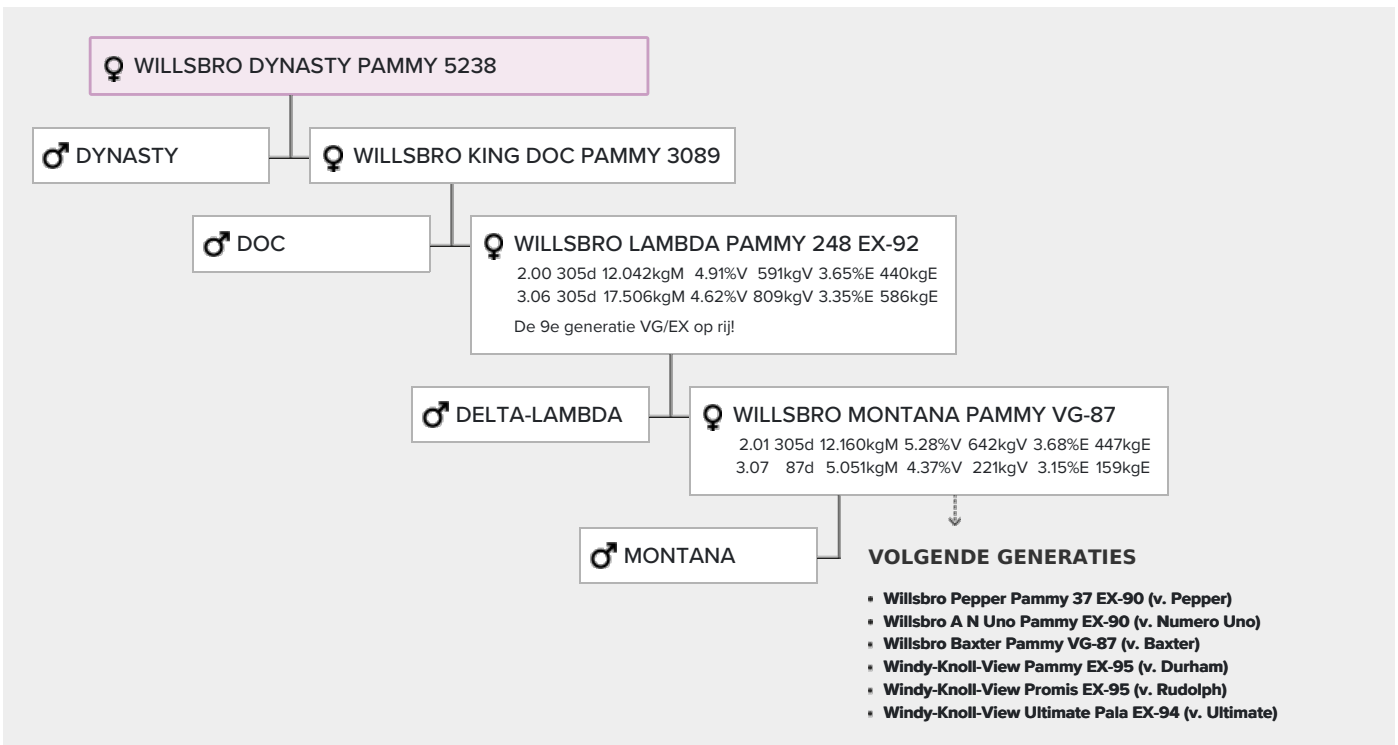 WILLSBRO DYNASTY PAMMY 5238
DYNASTY
WILLSBRO KING DOC PAMMY 3089
DOC
WILLSBRO LAMBDA PAMMY 248 EX-92
2.00 305d 12.042kgM 4.91%V 591kgV 3.65%E 440kgE
3.06 305d 17.506kgM 4.62%V 809kgV 3.35%E 586kgE
De 9e generatie VG/EX op rij!
DELTA-LAMBDA
WILLSBRO MONTANA PAMMY VG-87
2.01 305d 12.160kgM 5.28%V 642kgV 3.68%E 447kgE
3.07 87d 5.051kgM 4.37%V 221kgV 3.15%E 159kgE
MONTANA
VOLGENDE GENERATIES
• Willsbro Pepper Pammy 37 EX-90 (v. Pepper)
• Willsbro A N Uno Pammy EX-90 (v. Numero Uno)
• Willsbro Baxter Pammy VG-87 (v. Baxter)
• Windy-Knoll-View Pammy EX-95 (v. Durham)
• Windy-Knoll-View Promis EX-95 (v. Rudolph)
• Windy-Knoll-View Ultimate Pala EX-94 (v. Ultimate)